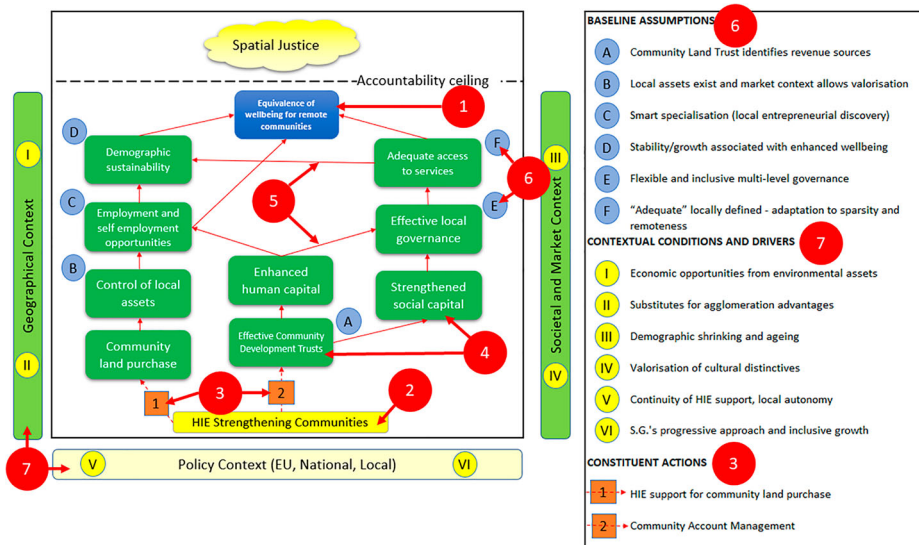 Spatial Justice
Accountability ceiling
Equivalence of
wellbeing for remote
communities
1
D
Demographic
sustainability
Adequate access
to services
F
6
5
C
Employment and
self employment
opportunities
Effective local
governance
E
B
Control of local
assets
Enhanced
human capital
Strengthened
social capital
A
Community
land purchase
Effective Community
Development Trusts
4
1
3
2
2
HIE Strengthening Communities
Geographical Context
I
II
Societal and Market Context
III
IV
7
V
Policy Context (EU, National, Local)
VI
BASELINE ASSUMPTIONS
6
A
Community Land Trust identifies revenue sources
B
Local assets exist and market context allows valorisation
C
Smart specialisation (local entrepreneurial discovery)
D
Stability/growth associated with enhanced wellbeing
E
Flexible and inclusive multi-level governance
F
“Adequate” locally defined - adaptation to sparsity and
remoteness
CONTEXTUAL CONDITIONS AND DRIVERS
7
I
Economic opportunities from environmental assets
II
Substitutes for agglomeration advantages
III
Demographic shrinking and ageing
IV
Valorisation of cultural distinctives
V
Continuity of HIE support, local autonomy
VI
S.G.'s progressive approach and inclusive growth
CONSTITUENT ACTIONS
3
1
HIE support for community land purchase
2
Community Account Management